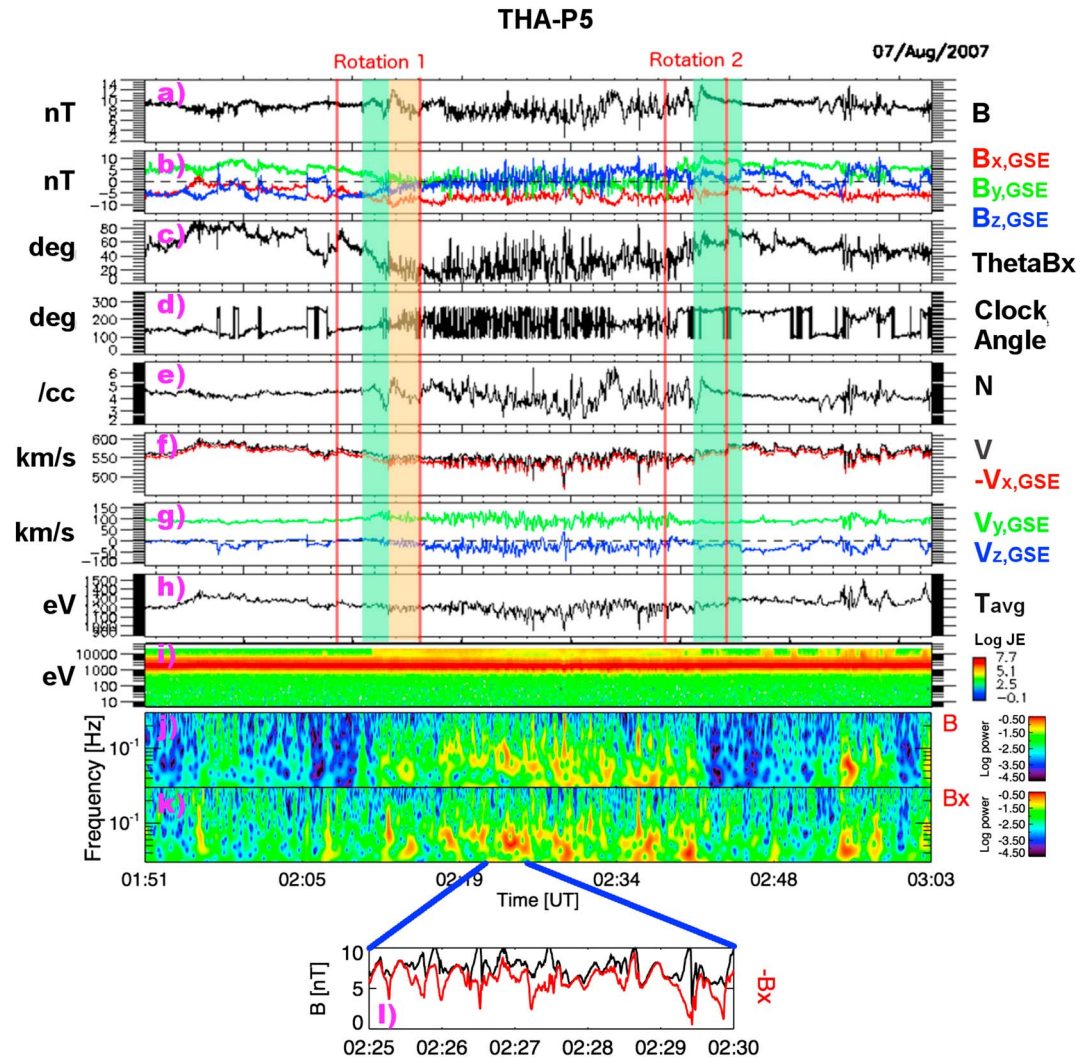 THA-P5
07/Aug/2007
Rotation 1
Rotation 2
a)
nT
14
12
10
8
6
4
2
B
b)
nT
10
5
0
-5
-10
Bx,GSE
By,GSE
Bz,GSE
c)
deg
80
60
40
20
0
ThetaBx
d)
deg
300
200
100
0
Clock
Angle
e)
/cc
6
5
4
3
2
N
f)
km/s
600
550
500
V
-Vx,GSE
g)
km/s
150
100
50
0
-50
-100
Vy,GSE
Vz,GSE
h)
eV
1500
1400
1300
1200
1100
1000
900
Tavg
i)
eV
10000
1000
100
10
Log JE
7.7
5.1
2.5
-0.1
j)
Frequency [Hz]
10-1
B
Log power
-0.50
-1.50
-2.50
-3.50
-4.50
k)
10-1
Bx
Log power
-0.50
-1.50
-2.50
-3.50
-4.50
01:51 02:05 02:19 02:34 02:48 03:03
Time [UT]
l)
B [nT]
10
5
0
-Bx
02:25 02:26 02:27 02:28 02:29 02:30